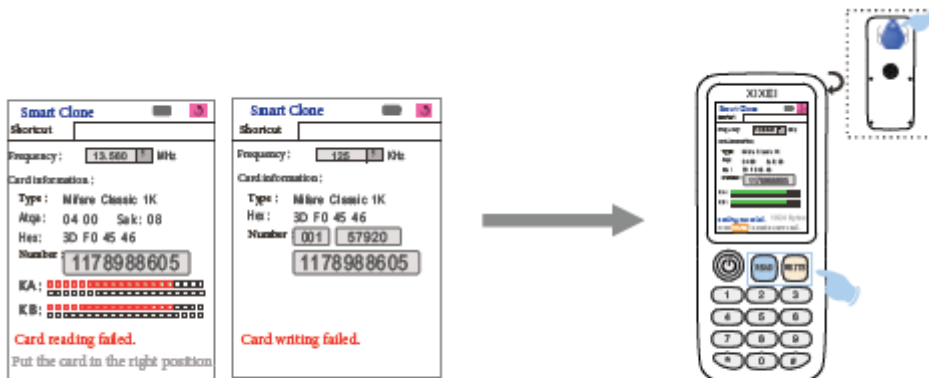 Smart Clone
Shortcut
Frequency: 13.560 MHz
Card information:
Type: Mifare Classic 1K
Atqa: 04 00 Sak: 08
Hex: 3D F0 45 46
Number: 1178988605
KA:
KB:
Card reading failed.
Put the card in the right position
Smart Clone
Shortcut
Frequency: 125 KHz
Card information:
Type: Mifare Classic 1K
Hex: 3D F0 45 46
Number: 001 57920
1178988605
Card writing failed.
XIXEI
Smart Clone
1178988605
READ WRITE
1 2 3
4 5 6
7 8 9
* 0 #